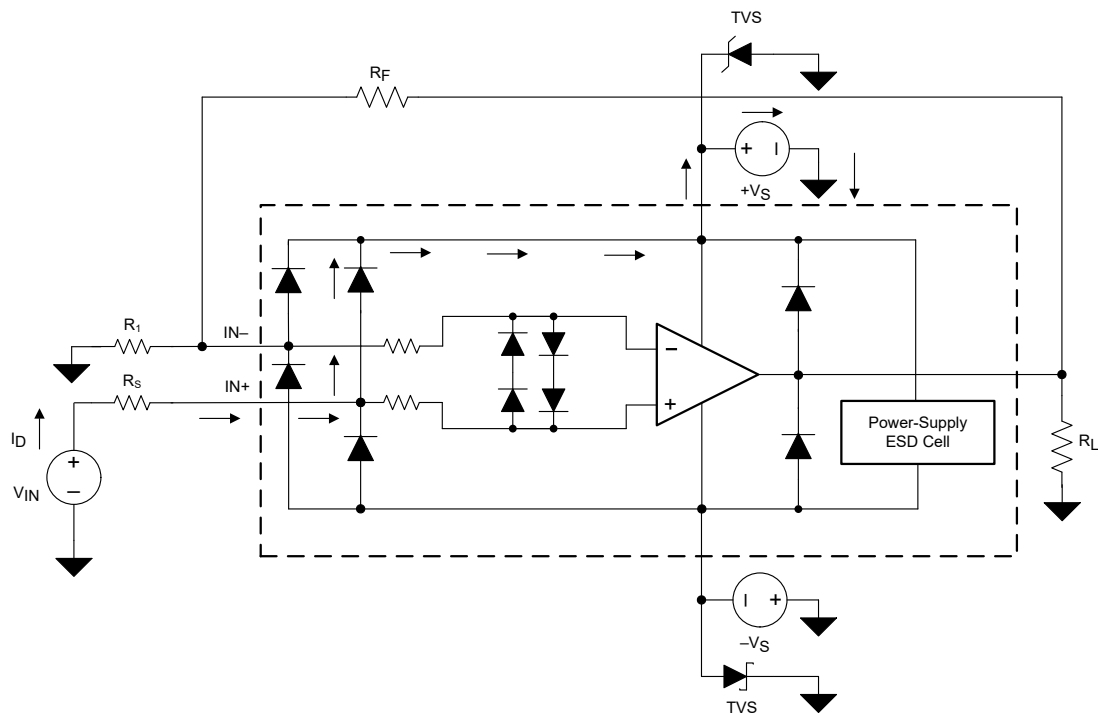 TVS
RF
+ –
+VS
R1
IN–
RS
IN+
–
+
ID
+
–
VIN
Power-Supply
ESD Cell
RL
– +
–VS
TVS